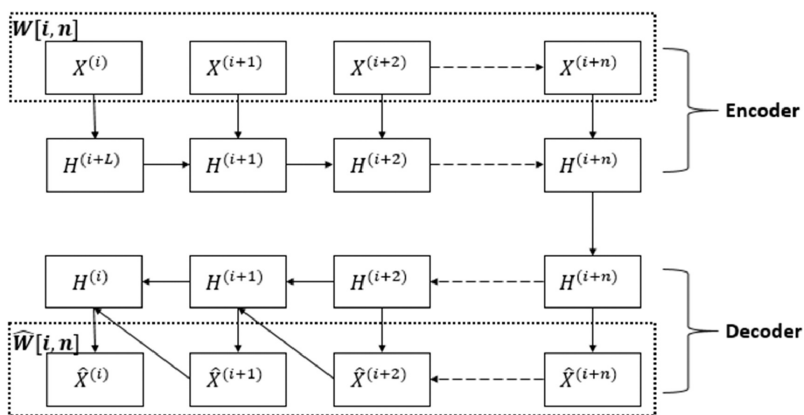 W[i,n]
X^(i) X^(i+1) X^(i+2) X^(i+n)
Encoder
H^(i+L) H^(i+1) H^(i+2) H^(i+n)
H^(i) H^(i+1) H^(i+2) H^(i+n)
Decoder
Ŵ[i,n]
X̂^(i) X̂^(i+1) X̂^(i+2) X̂^(i+n)